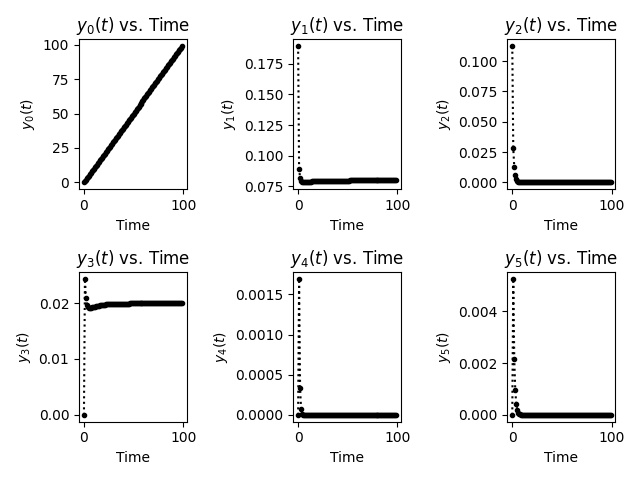 y₀(t) vs. Time
y₁(t) vs. Time
y₂(t) vs. Time
100
75
50
25
0
y₀(t)
0
100
Time
0.175
0.150
0.125
0.100
0.075
y₁(t)
0
100
Time
0.100
0.075
0.050
0.025
0.000
y₂(t)
0
100
Time
y₃(t) vs. Time
y₄(t) vs. Time
y₅(t) vs. Time
0.02
0.01
0.00
y₃(t)
0
100
Time
0.0015
0.0010
0.0005
0.0000
y₄(t)
0
100
Time
0.004
0.002
0.000
y₅(t)
0
100
Time